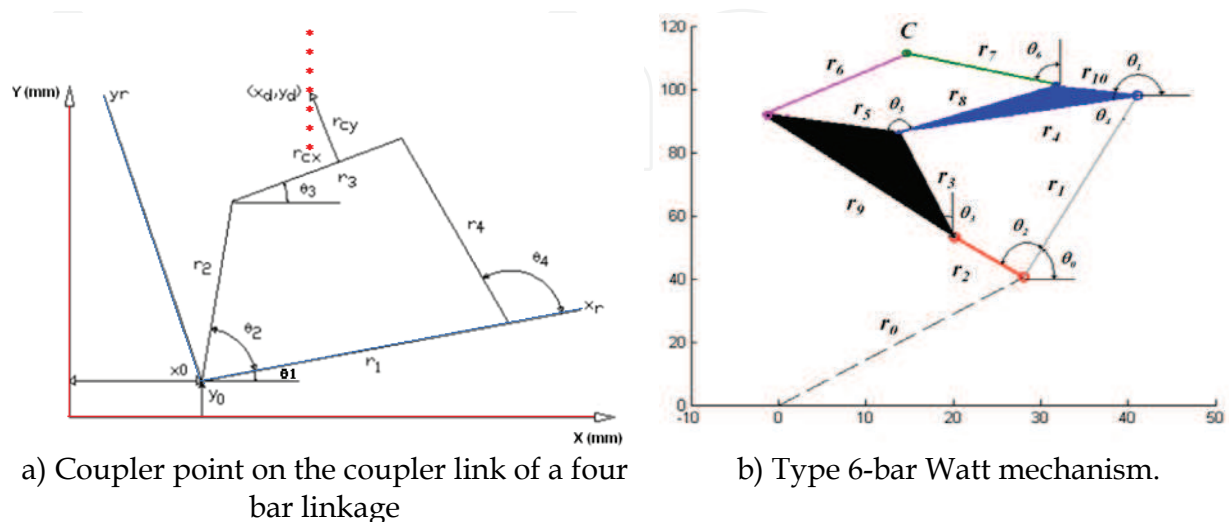 Y (mm)
yr
(xd,yd)
rcy
rcx
r3
θ3
r2
r4
θ4
xr
θ2
r1
θ1
x0
y0
X (mm)
a) Coupler point on the coupler link of a four
bar linkage
120
100
80
60
40
20
0
-10
0
10
20
30
40
50
C
r6
r7
θ6
r10
θ1
r8
r5
θ5
r4
r3
θ3
r9
r1
θ2
θ0
r2
r0
b) Type 6-bar Watt mechanism.